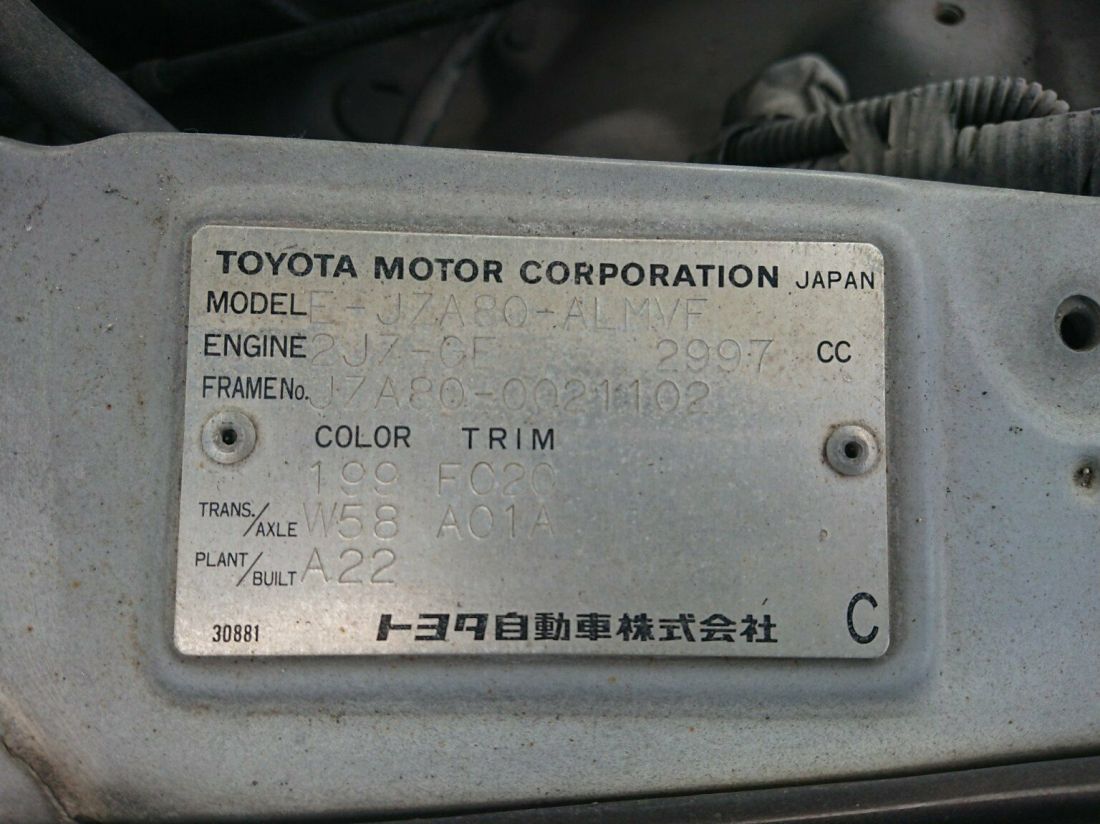 TOYOTA MOTOR CORPORATION JAPAN
MODEL E-JZA80-ALMVF
ENGINE 2JZ-GE 2997 CC
FRAME No. JZA80-0021102
COLOR TRIM
199 FC20
TRANS./AXLE W58 A01A
PLANT/BUILT A22
30881 トヨタ自動車株式会社 C